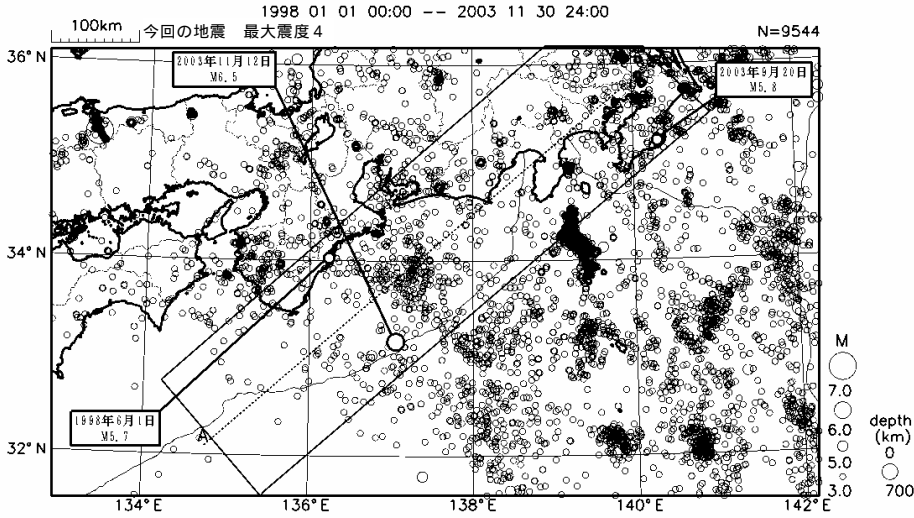 1998 01 01 00:00 -- 2003 11 30 24:00
100km 今回の地震 最大震度4 N=9544
36°N
2003年11月12日
M6.5
2003年9月20日
M5.8
34°N
M
7.0
6.0
5.0
3.0
depth
(km)
0
700
1998年6月1日
M5.7
A
32°N
134°E 136°E 138°E 140°E 142°E